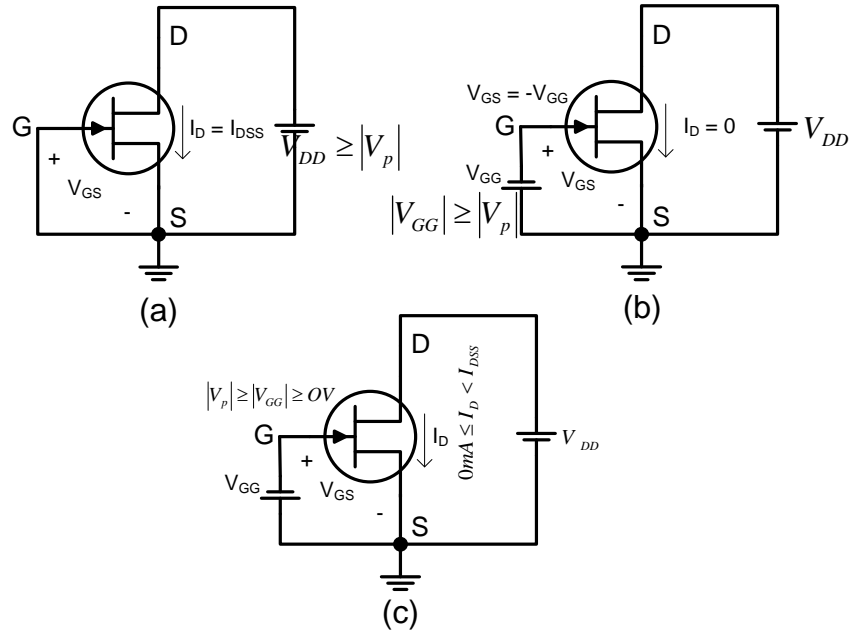 D
G
I_D = I_DSS
V_DD ≥ |V_p|
+
V_GS
-
S
(a)
D
V_GS = -V_GG
G
I_D = 0
V_DD
+
V_GG
V_GS
|V_GG| ≥ |V_p|
-
S
(b)
D
|V_p| ≥ |V_GG| ≥ OV
0mA ≤ I_D < I_DSS
G
I_D
V_DD
+
V_GG
V_GS
-
S
(c)